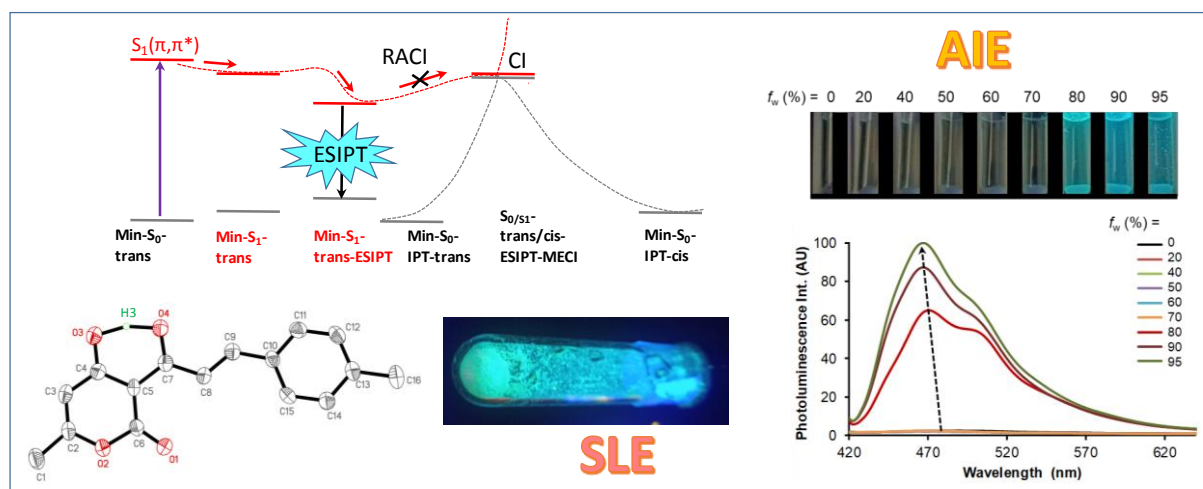 S₁(π,π*)
RACI
CI
ESIPT
Min-S₀-
trans
Min-S₁-
trans
Min-S₁-
trans-ESIPT
Min-S₀-
IPT-trans
S₀/S₁-
trans/cis-
ESIPT-MECI
Min-S₀-
IPT-cis
H3
O3
O4
C9
C11
C12
C10
C4
C7
C13
C16
C5
C8
C3
C15
C14
C2
C6
O2
O1
C1
SLE
AIE
fw (%) = 0 20 40 50 60 70 80 90 95
fw (%) =
0
20
40
50
60
70
80
90
95
Photoluminescence Int. (AU)
100
80
60
40
20
0
420 470 520 570 620
Wavelength (nm)